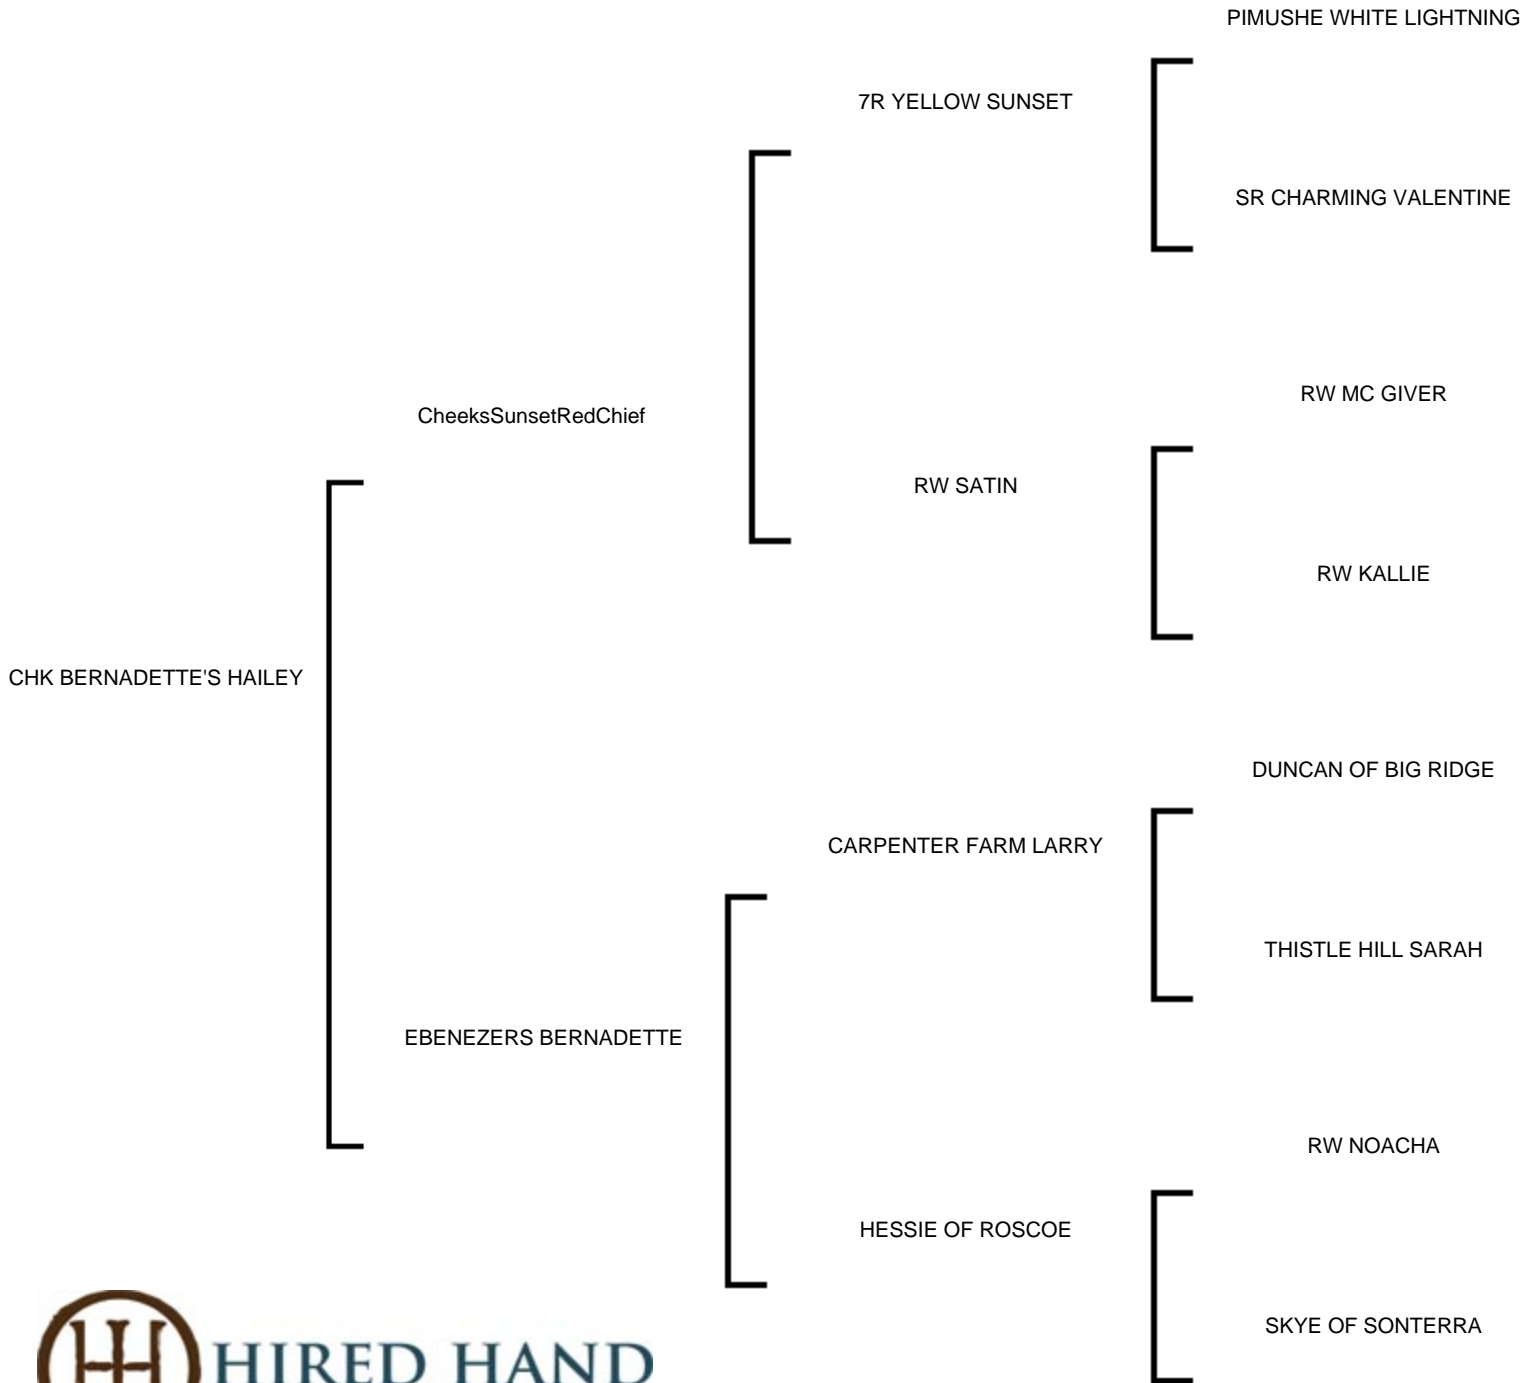 PIMUSHE WHITE LIGHTNING
7R YELLOW SUNSET
SR CHARMING VALENTINE
CheeksSunsetRedChief
RW MC GIVER
RW SATIN
RW KALLIE
CHK BERNADETTE'S HAILEY
DUNCAN OF BIG RIDGE
CARPENTER FARM LARRY
THISTLE HILL SARAH
EBENEZERS BERNADETTE
RW NOACHA
HESSIE OF ROSCOE
SKYE OF SONTERRA
HIRED HAND